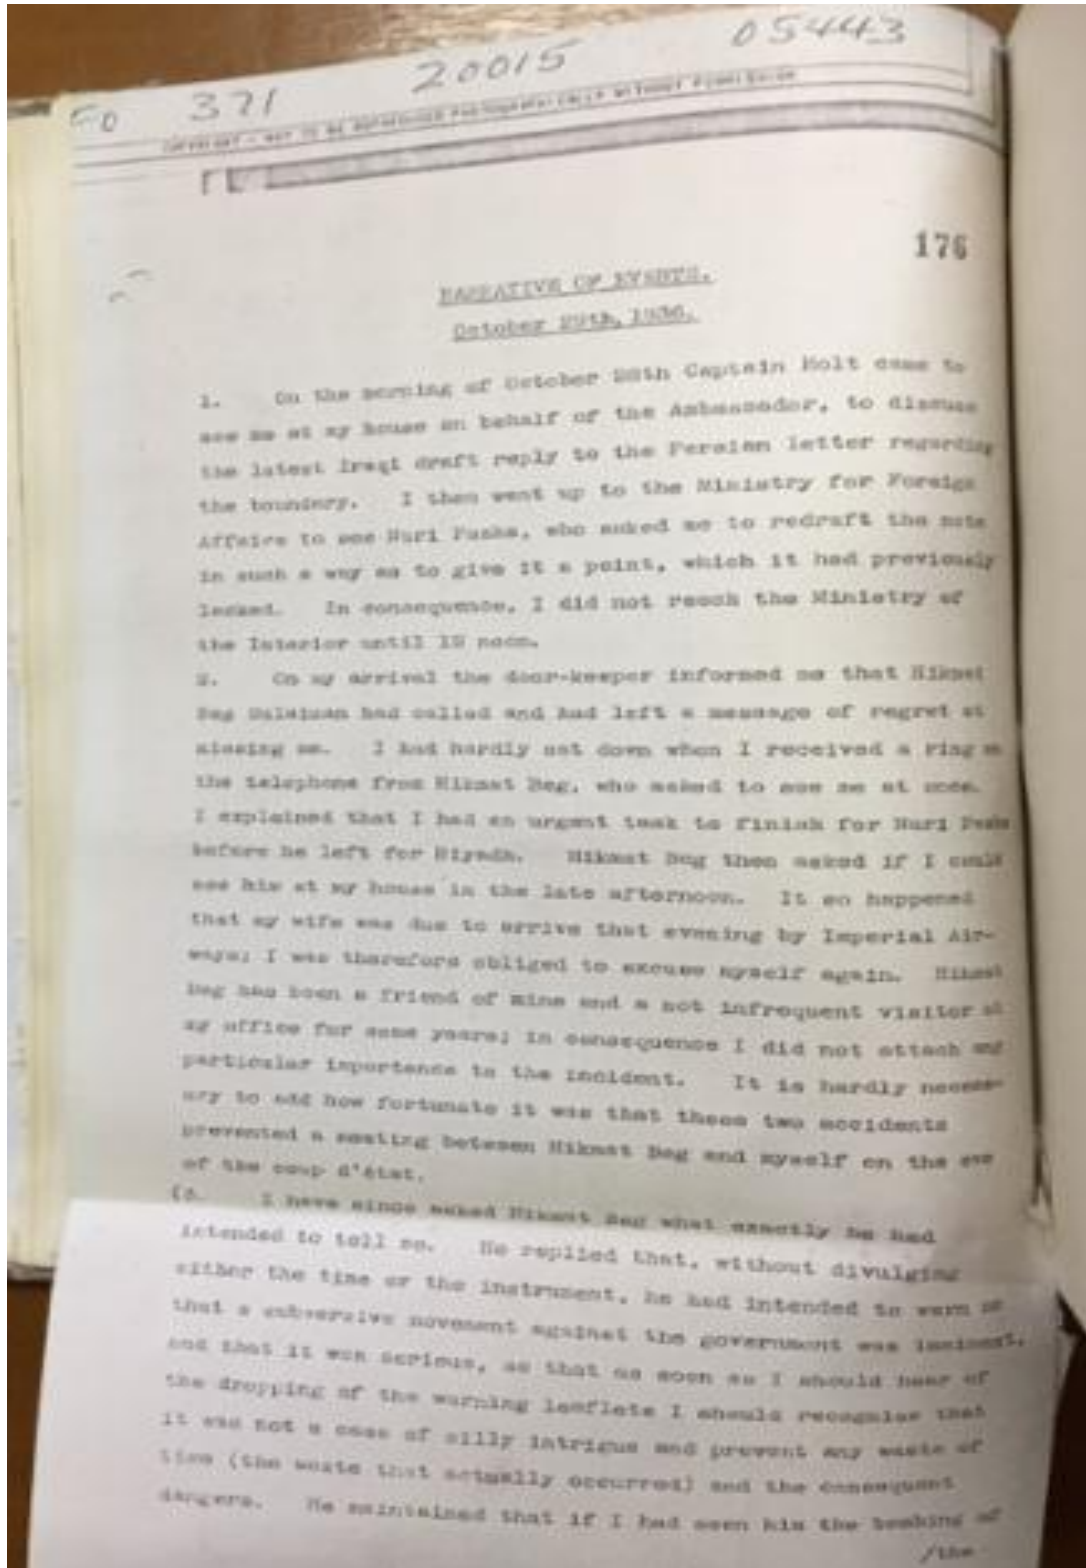 FO 371 20015 05443
COPYRIGHT - NOT TO BE REPRODUCED PHOTOGRAPHICALLY WITHOUT PERMISSION
176
NARRATIVE OF EVENTS.
October 29th, 1936.
1. On the morning of October 28th Captain Holt came to
see me at my house on behalf of the Ambassador, to discuss
the latest Iraqi draft reply to the Persian letter regarding
the boundary. I then went up to the Ministry for Foreign
Affairs to see Nuri Pasha, who asked me to redraft the note
in such a way as to give it a point, which it had previously
lacked. In consequence, I did not reach the Ministry of
the Interior until 12 noon.
2. On my arrival the door-keeper informed me that Hikmat
Beg Sulaiman had called and had left a message of regret at
missing me. I had hardly sat down when I received a ring on
the telephone from Hikmat Beg, who asked to see me at once.
I explained that I had an urgent task to finish for Nuri Pasha
before he left for Riyadh. Hikmat Beg then asked if I could
see him at my house in the late afternoon. It so happened
that my wife was due to arrive that evening by Imperial Air-
ways; I was therefore obliged to excuse myself again. Hikmat
Beg has been a friend of mine and a not infrequent visitor at
my office for some years; in consequence I did not attach any
particular importance to the incident. It is hardly necess-
ary to add how fortunate it was that these two accidents
prevented a meeting between Hikmat Beg and myself on the eve
of the coup d'état.
(3. I have since asked Hikmat Beg what exactly he had
intended to tell me. He replied that, without divulging
either the time or the instrument, he had intended to warn me
that a subversive movement against the government was imminent,
and that it was serious, so that as soon as I should hear of
the dropping of the warning leaflets I should recognise that
it was not a case of silly intrigue and prevent any waste of
time (the waste that actually occurred) and the consequent
dangers. He maintained that if I had seen him the bombing of
/the